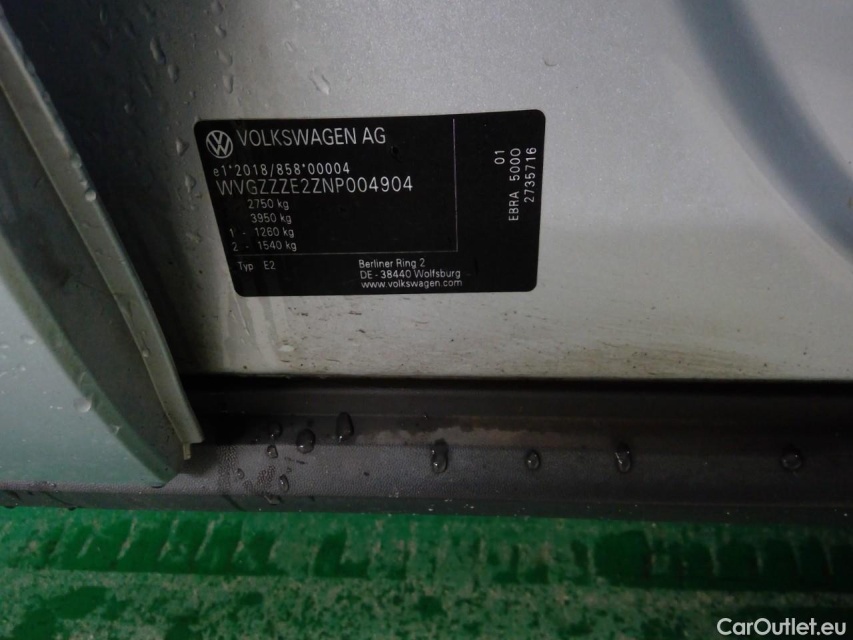 VOLKSWAGEN AG
e1*2018/858*00004
WVGZZZE2ZNP004904
2750 kg
3950 kg
1 - 1260 kg
2 - 1540 kg
Typ E2
Berliner Ring 2
DE-38440 Wolfsburg
www.volkswagen.com
01
EBRA 5000
2735716
CarOutlet.eu